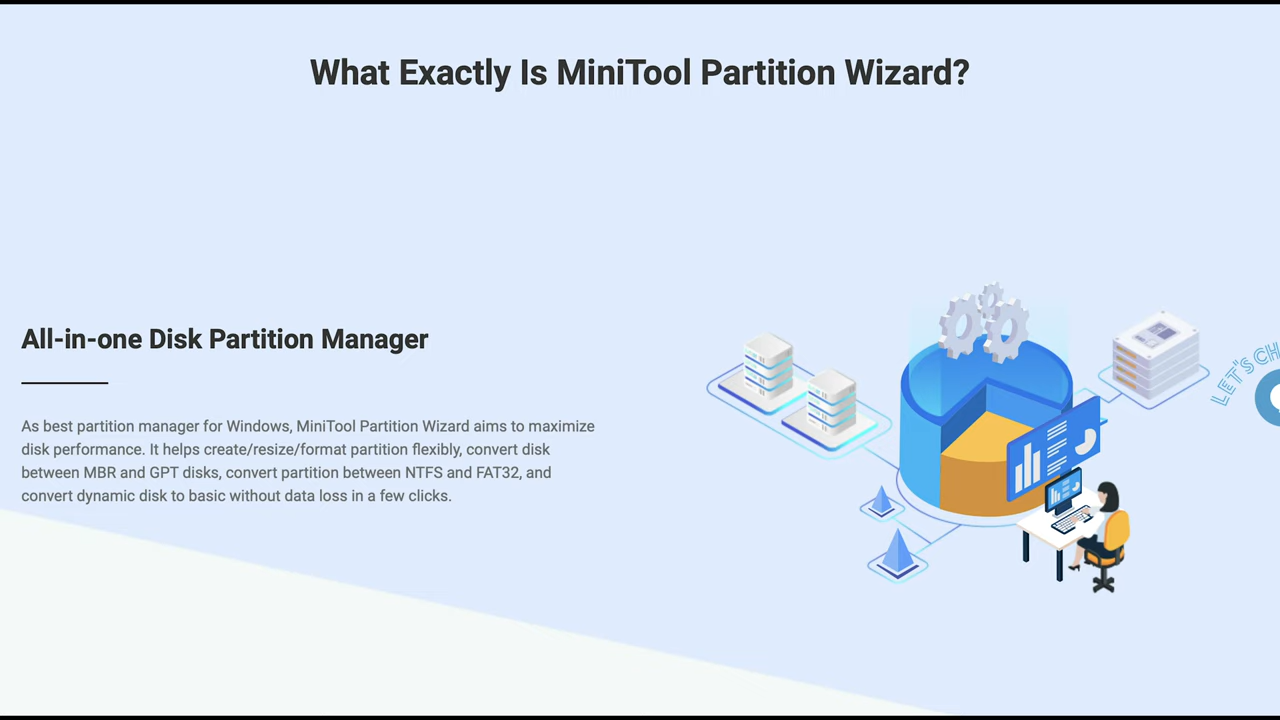 What Exactly Is MiniTool Partition Wizard?
All-in-one Disk Partition Manager
As best partition manager for Windows, MiniTool Partition Wizard aims to maximize
disk performance. It helps create/resize/format partition flexibly, convert disk
between MBR and GPT disks, convert partition between NTFS and FAT32, and
convert dynamic disk to basic without data loss in a few clicks.
LET'S CH